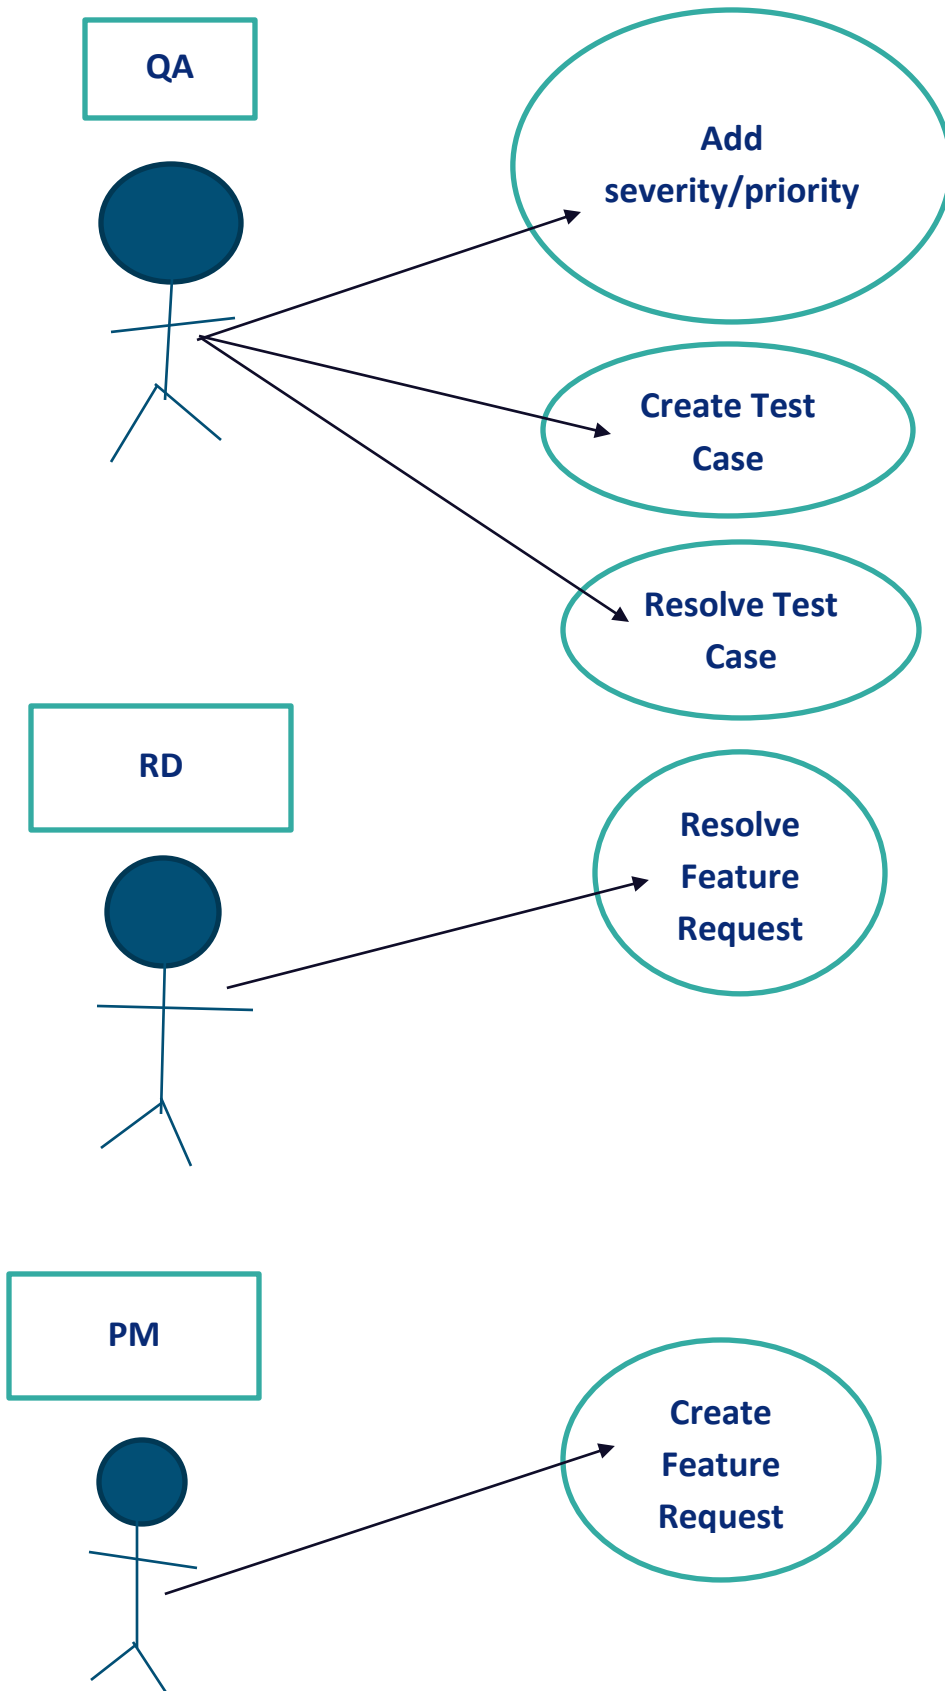 QA
Add
severity/priority
Create Test
Case
Resolve Test
Case
RD
Resolve
Feature
Request
PM
Create
Feature
Request